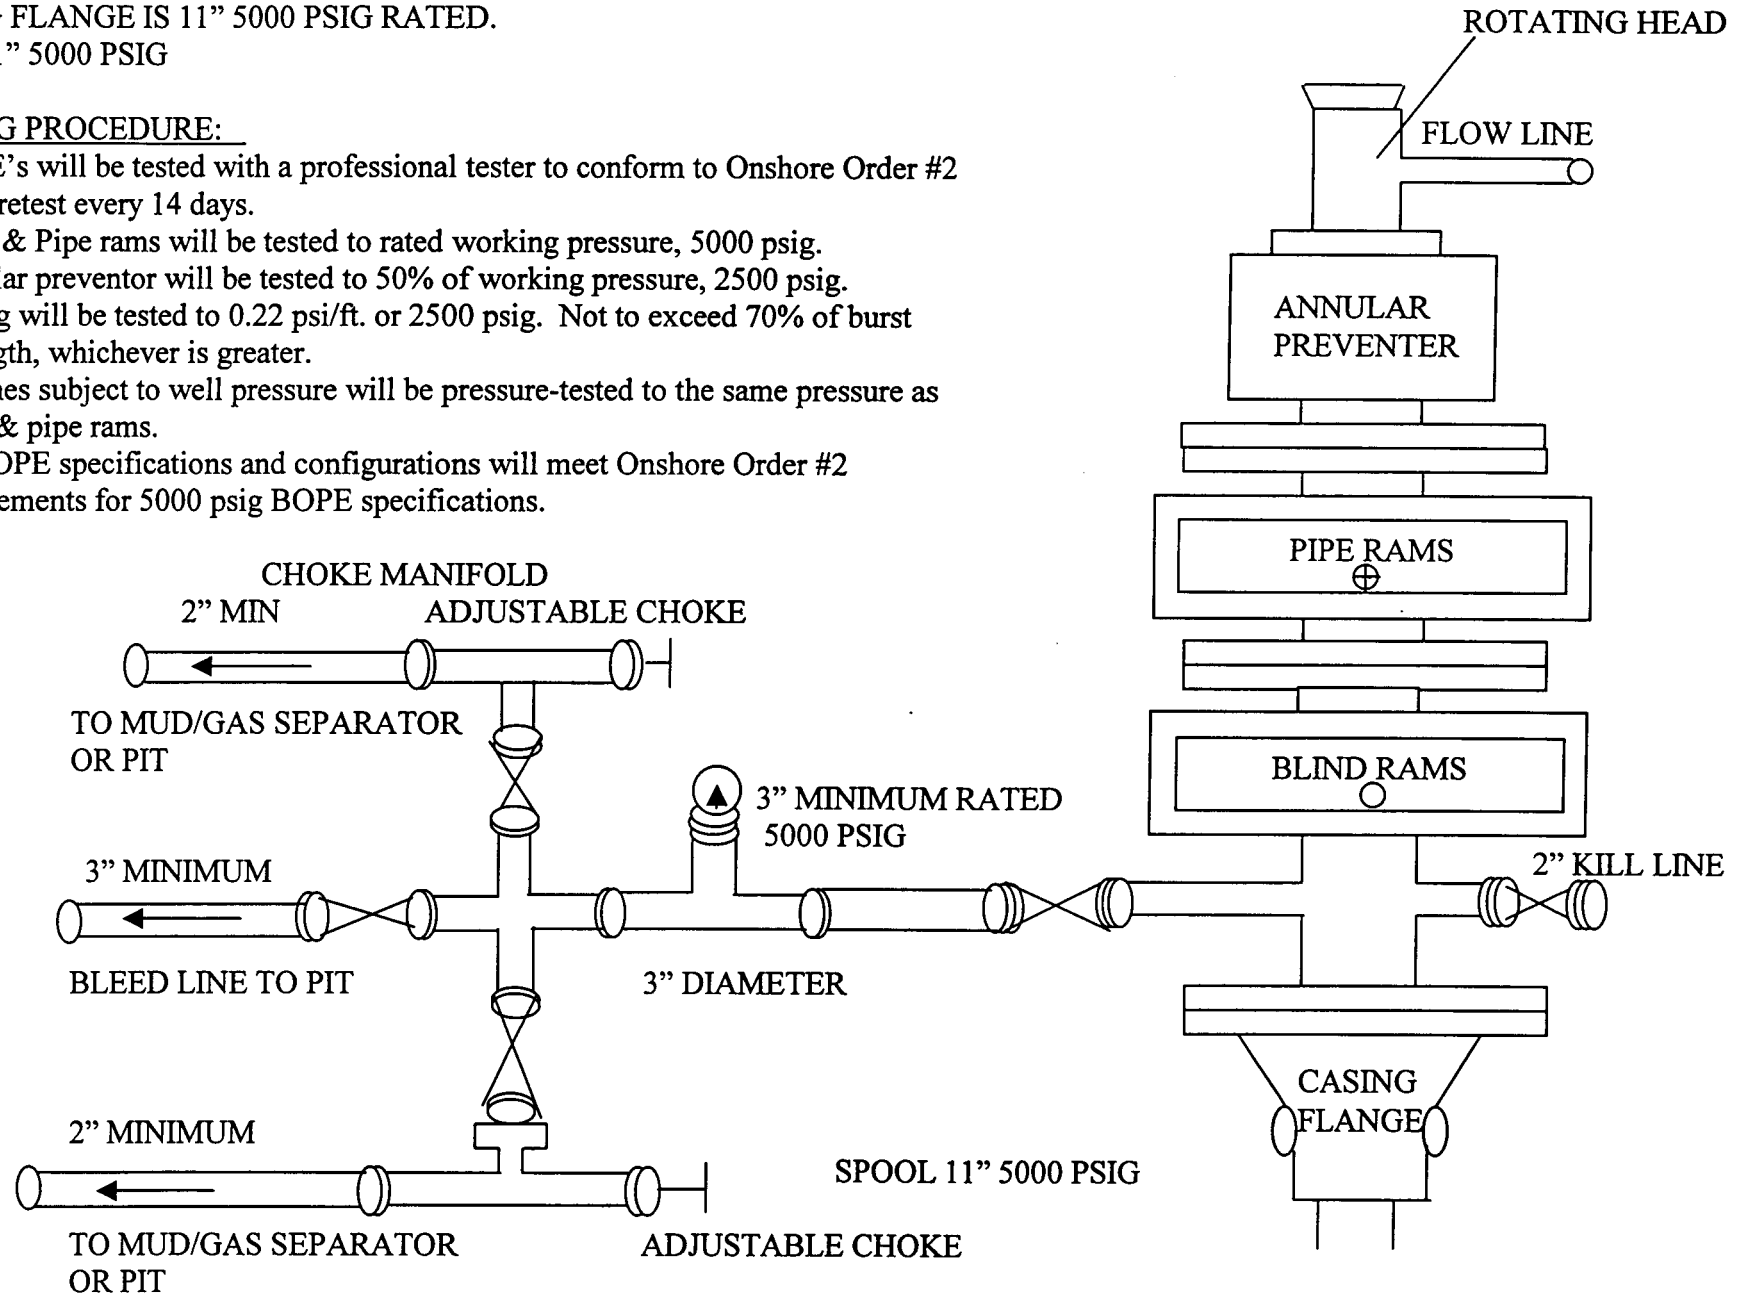 FLANGE IS 11” 5000 PSIG RATED.
” 5000 PSIG
G PROCEDURE:
E’s will be tested with a professional tester to conform to Onshore Order #2
retest every 14 days.
& Pipe rams will be tested to rated working pressure, 5000 psig.
lar preventor will be tested to 50% of working pressure, 2500 psig.
g will be tested to 0.22 psi/ft. or 2500 psig.  Not to exceed 70% of burst
gth, whichever is greater.
nes subject to well pressure will be pressure-tested to the same pressure as
& pipe rams.
OPE specifications and configurations will meet Onshore Order #2
ements for 5000 psig BOPE specifications.
ROTATING HEAD
FLOW LINE
ANNULAR
PREVENTER
PIPE RAMS
BLIND RAMS
2” KILL LINE
CASING
FLANGE
CHOKE MANIFOLD
2” MIN
ADJUSTABLE CHOKE
TO MUD/GAS SEPARATOR
OR PIT
3” MINIMUM RATED
5000 PSIG
3” MINIMUM
BLEED LINE TO PIT
3” DIAMETER
2” MINIMUM
SPOOL 11” 5000 PSIG
TO MUD/GAS SEPARATOR
OR PIT
ADJUSTABLE CHOKE